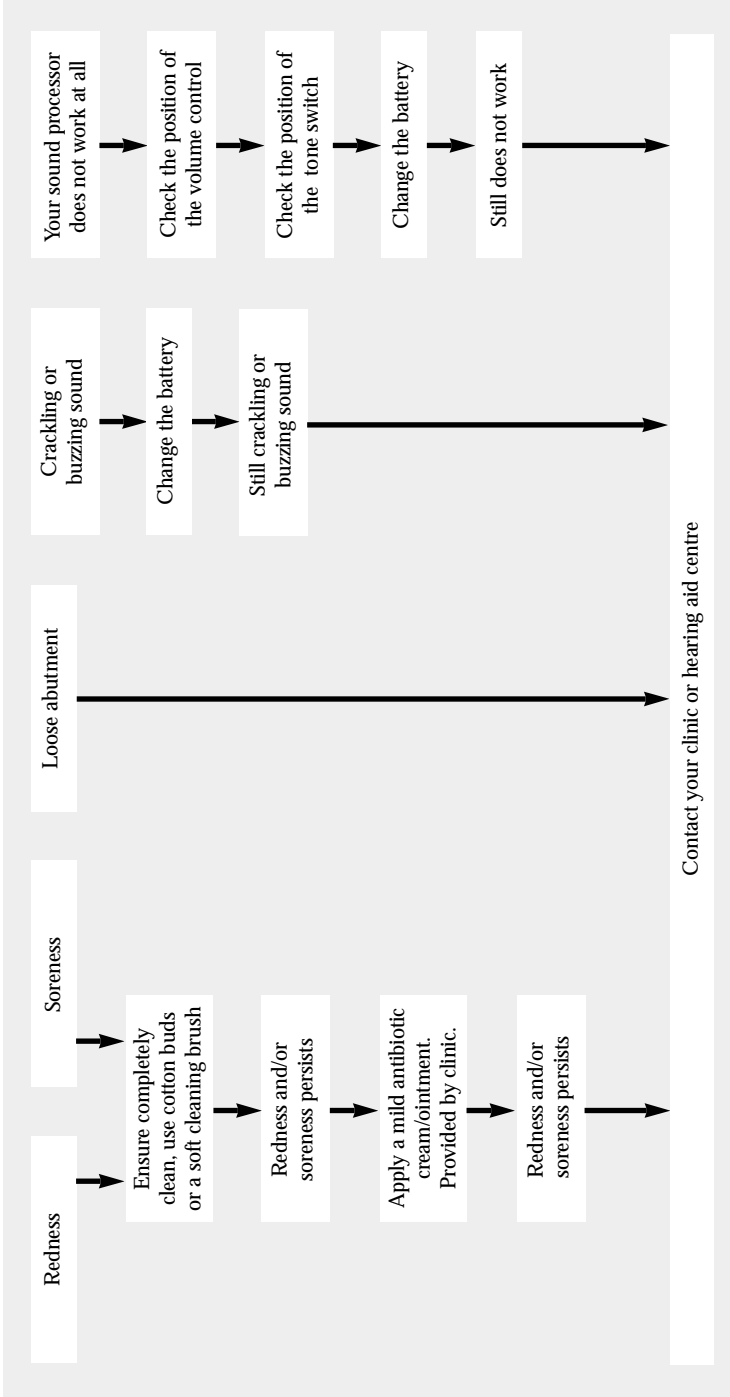 Redness
Soreness
Ensure completely
clean, use cotton buds
or a soft cleaning brush
Redness and/or
soreness persists
Apply a mild antibiotic
cream/ointment.
Provided by clinic.
Redness and/or
soreness persists
Loose abutment
Crackling or
buzzing sound
Change the battery
Still crackling or
buzzing sound
Your sound processor
does not work at all
Check the position of
the volume control
Check the position of
the tone switch
Change the battery
Still does not work
Contact your clinic or hearing aid centre